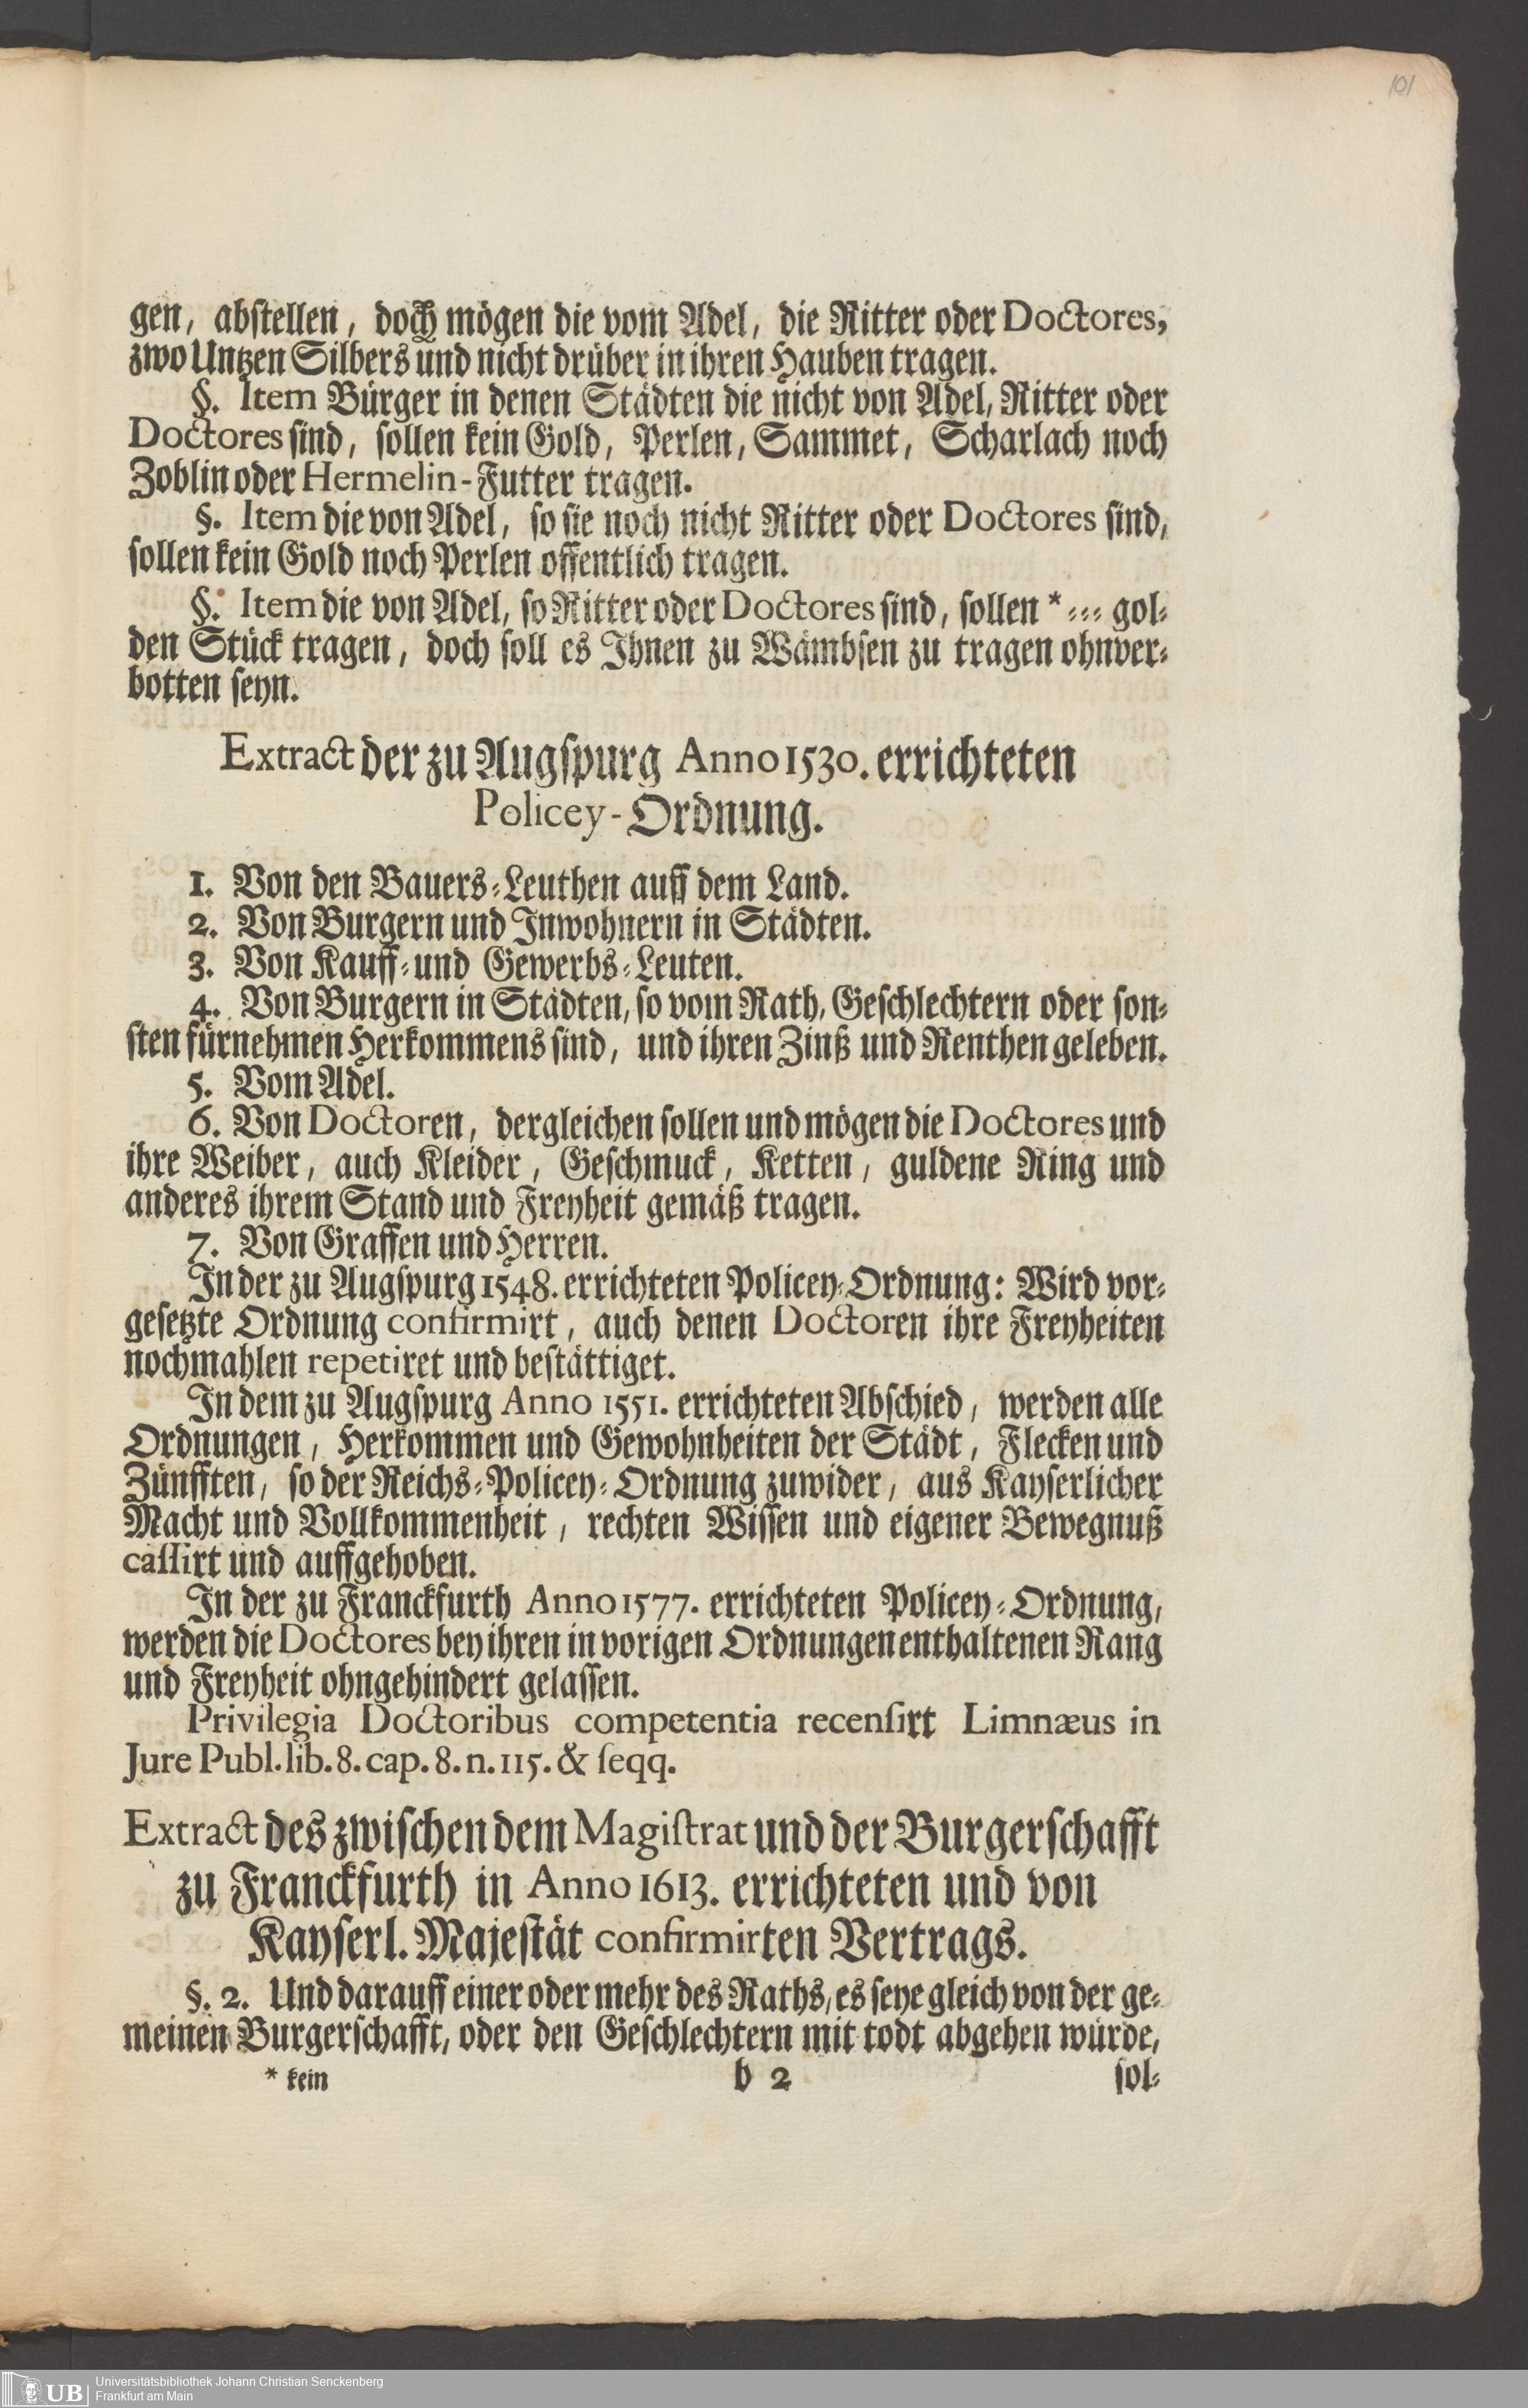 101
gen, abstellen, doch mögen die vom Adel, die Ritter oder Doctores,
zwo Untzen Silbers und nicht drüber in ihren Hauben tragen.
§. Item Bürger in denen Städten die nicht von Adel, Ritter oder
Doctores sind, sollen kein Gold, Perlen, Sammet, Scharlach noch
Zoblin oder Hermelin-Futter tragen.
§. Item die von Adel, so sie noch nicht Ritter oder Doctores sind,
sollen kein Gold noch Perlen offentlich tragen.
§. Item die von Adel, so Ritter oder Doctores sind, sollen * - - - gol-
den Stück tragen, doch soll es Ihnen zu Wämbsen zu tragen ohnver-
botten seyn.
Extract der zu Augspurg Anno 1530. errichteten
Policey-Ordnung.
1. Von den Bauers-Leuthen auff dem Land.
2. Von Burgern und Inwohnern in Städten.
3. Von Kauff- und Gewerbs-Leuten.
4. Von Burgern in Städten, so vom Rath, Geschlechtern oder son-
sten fürnehmen Herkommens sind, und ihren Zinß und Renthen geleben.
5. Vom Adel.
6. Von Doctoren, dergleichen sollen und mögen die Doctores und
ihre Weiber, auch Kleider, Geschmuck, Ketten, guldene Ring und
anderes ihrem Stand und Freyheit gemäß tragen.
7. Von Graffen und Herren.
In der zu Augspurg 1548. errichteten Policey-Ordnung: Wird vor-
gesetzte Ordnung confirmirt, auch denen Doctoren ihre Freyheiten
nochmahlen repetiret und bestättiget.
In dem zu Augspurg Anno 1551. errichteten Abschied, werden alle
Ordnungen, Herkommen und Gewohnheiten der Städt, Flecken und
Zünfften, so der Reichs-Policey-Ordnung zuwider, aus Kayserlicher
Macht und Vollkommenheit, rechten Wissen und eigener Bewegnuß
cassirt und auffgehoben.
In der zu Franckfurth Anno 1577. errichteten Policey-Ordnung,
werden die Doctores bey ihren in vorigen Ordnungen enthaltenen Rang
und Freyheit ohngehindert gelassen.
Privilegia Doctoribus competentia recensirt Limnæus in
Jure Publ. lib. 8. cap. 8. n. 115. & seqq.
Extract des zwischen dem Magistrat und der Burgerschafft
zu Franckfurth in Anno 1613. errichteten und von
Kayserl. Majestät confirmirten Vertrags.
§. 2. Und darauff einer oder mehr des Raths, es seye gleich von der ge-
meinen Burgerschafft, oder den Geschlechtern mit todt abgehen würde,
* kein b 2 sol-
UB Universitätsbibliothek Johann Christian Senckenberg
Frankfurt am Main